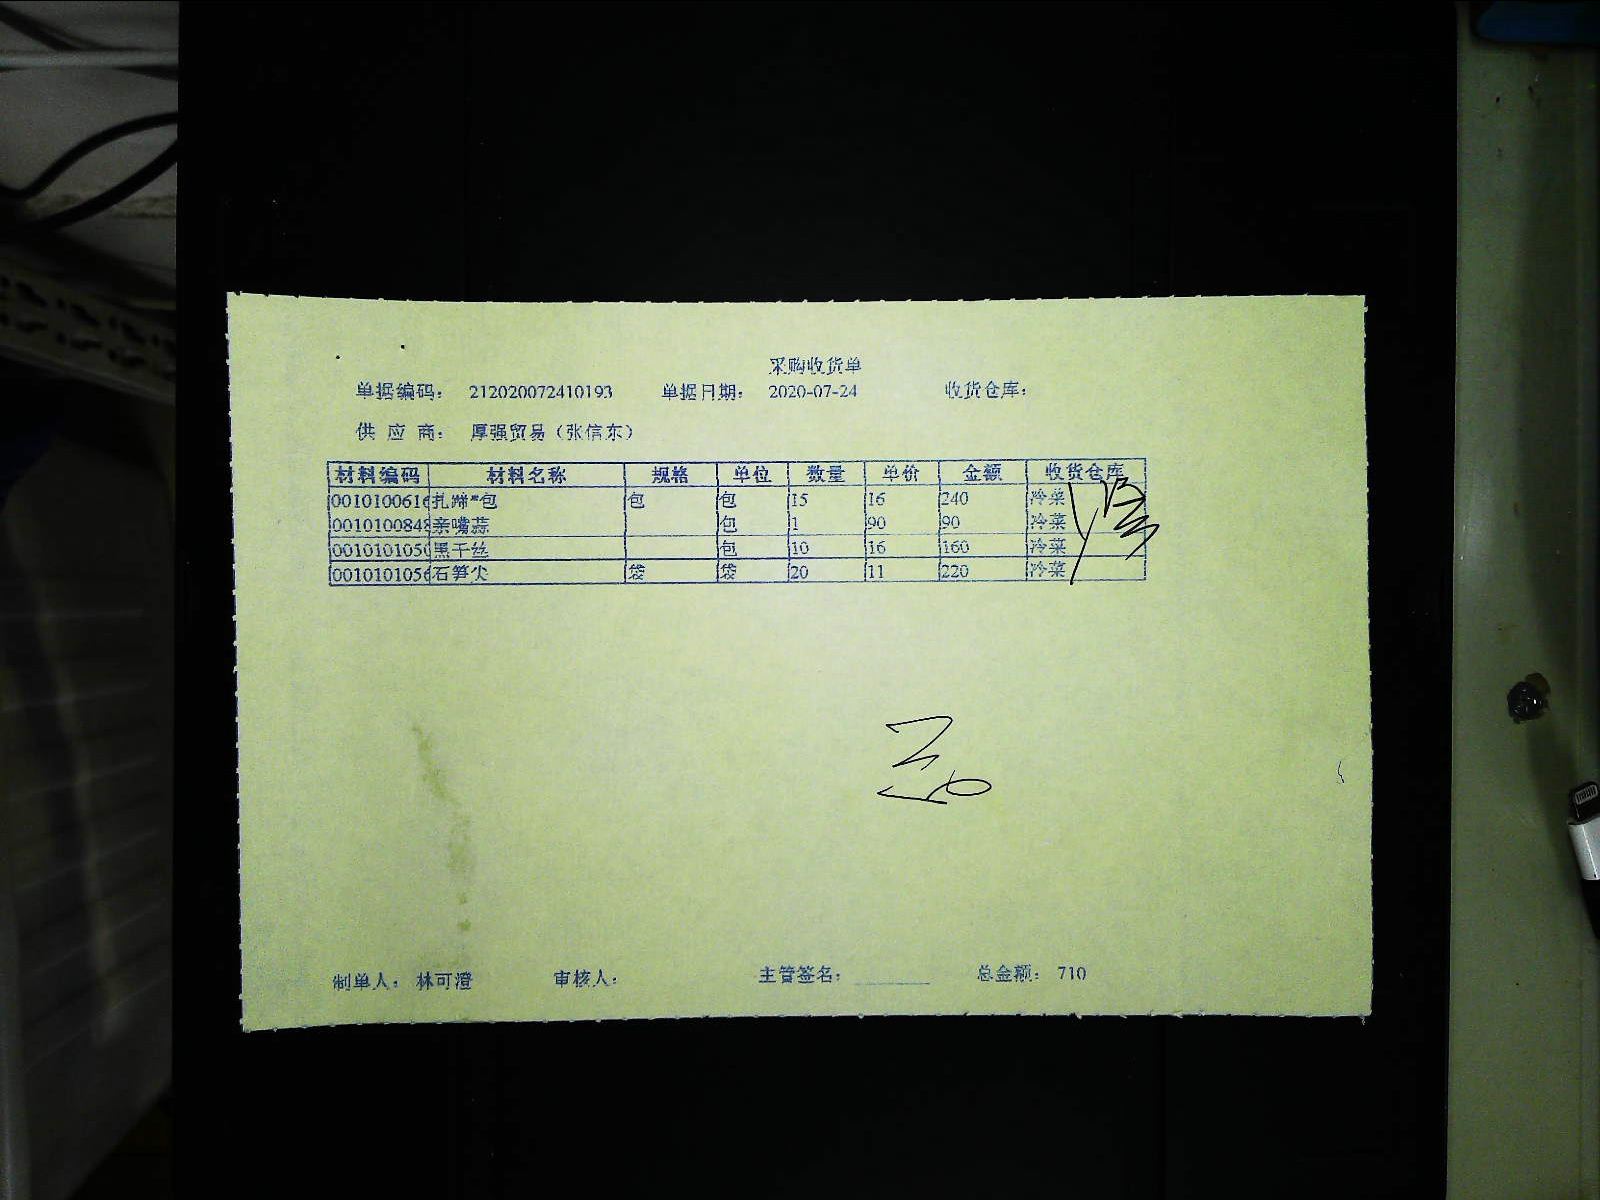 采购收货单
单据编码： 212020072410193 单据日期： 2020-07-24 收货仓库：
供 应 商： 厚强贸易（张信东）
材料编码 材料名称 规格 单位 数量 单价 金额 收货仓库
0010100616 扎蹄*包 包 包 15 16 240 冷菜
0010100848 亲嘴蒜 包 1 90 90 冷菜
0010101050 黑干丝 包 10 16 160 冷菜
0010101056 石笋尖 袋 袋 20 11 220 冷菜
制单人： 林可澄 审核人： 主管签名： 总金额： 710